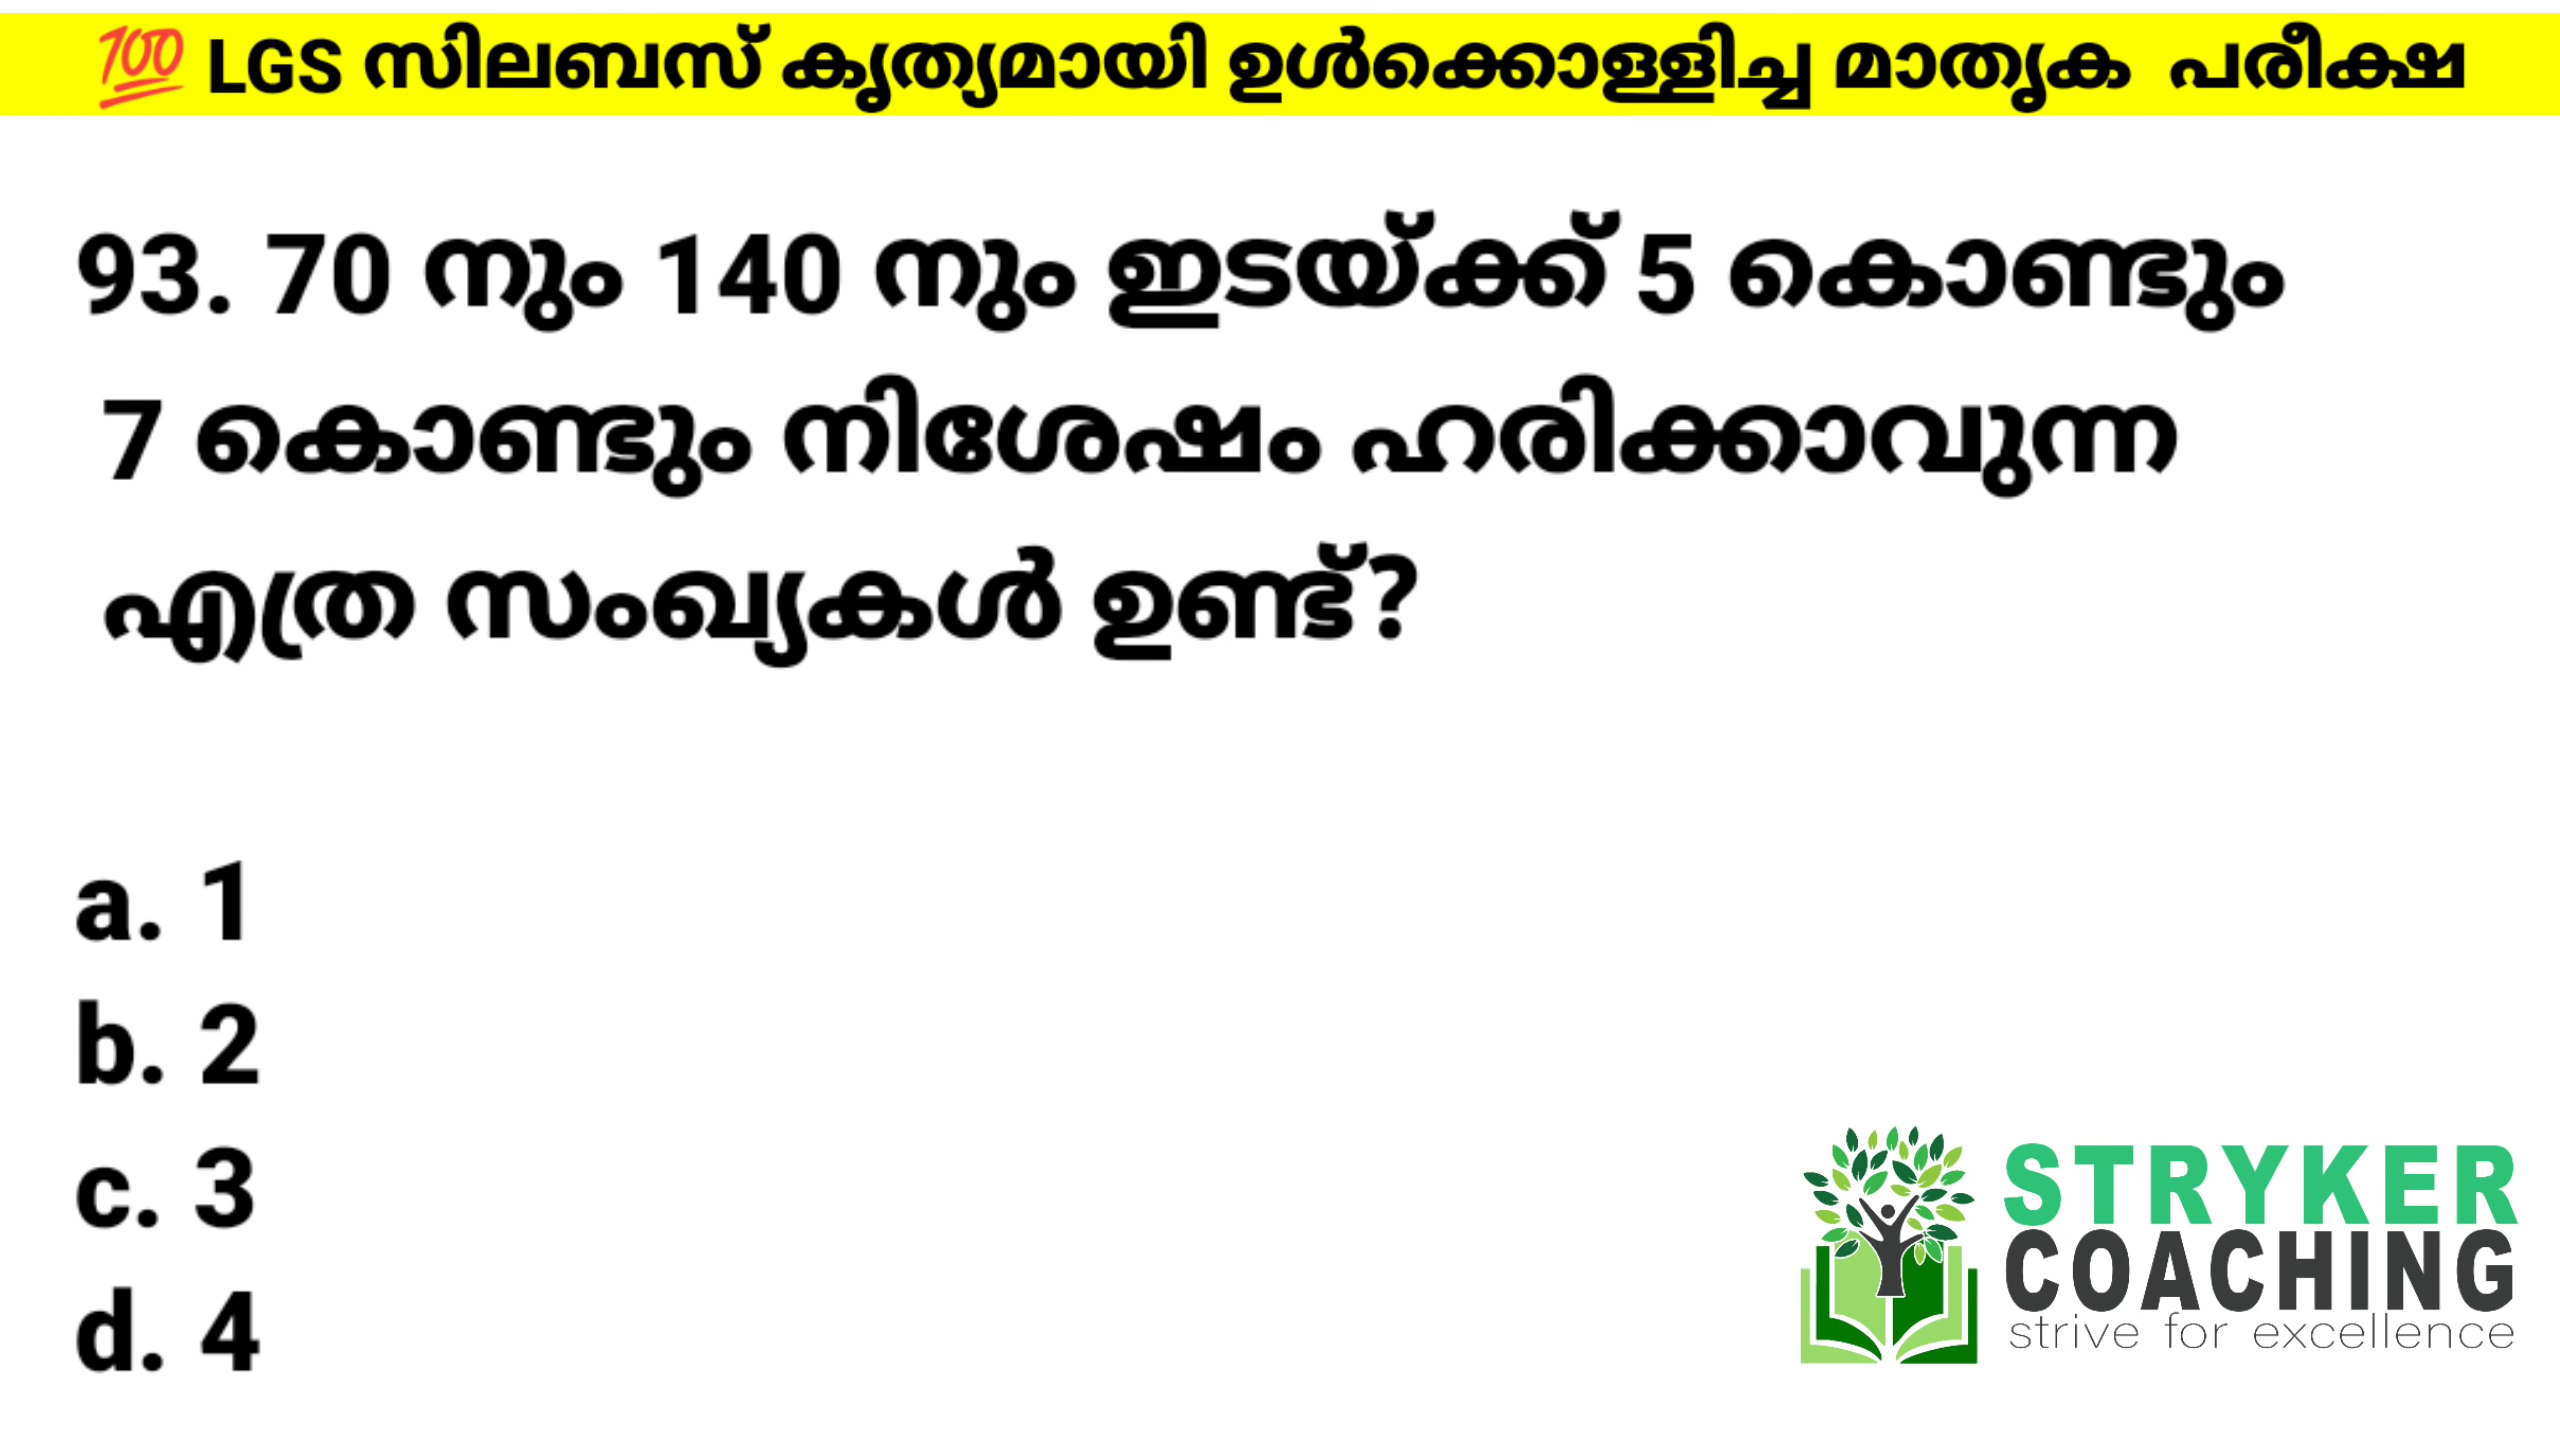 💯 LGS സിലബസ് കൃത്യമായി ഉൾക്കൊള്ളിച്ച മാതൃക പരീക്ഷ
93. 70 നും 140 നും ഇടയ്ക്ക് 5 കൊണ്ടും
7 കൊണ്ടും നിശേഷം ഹരിക്കാവുന്ന
എത്ര സംഖ്യകൾ ഉണ്ട്?
a. 1
b. 2
c. 3
d. 4
STRYKER
COACHING
strive for excellence